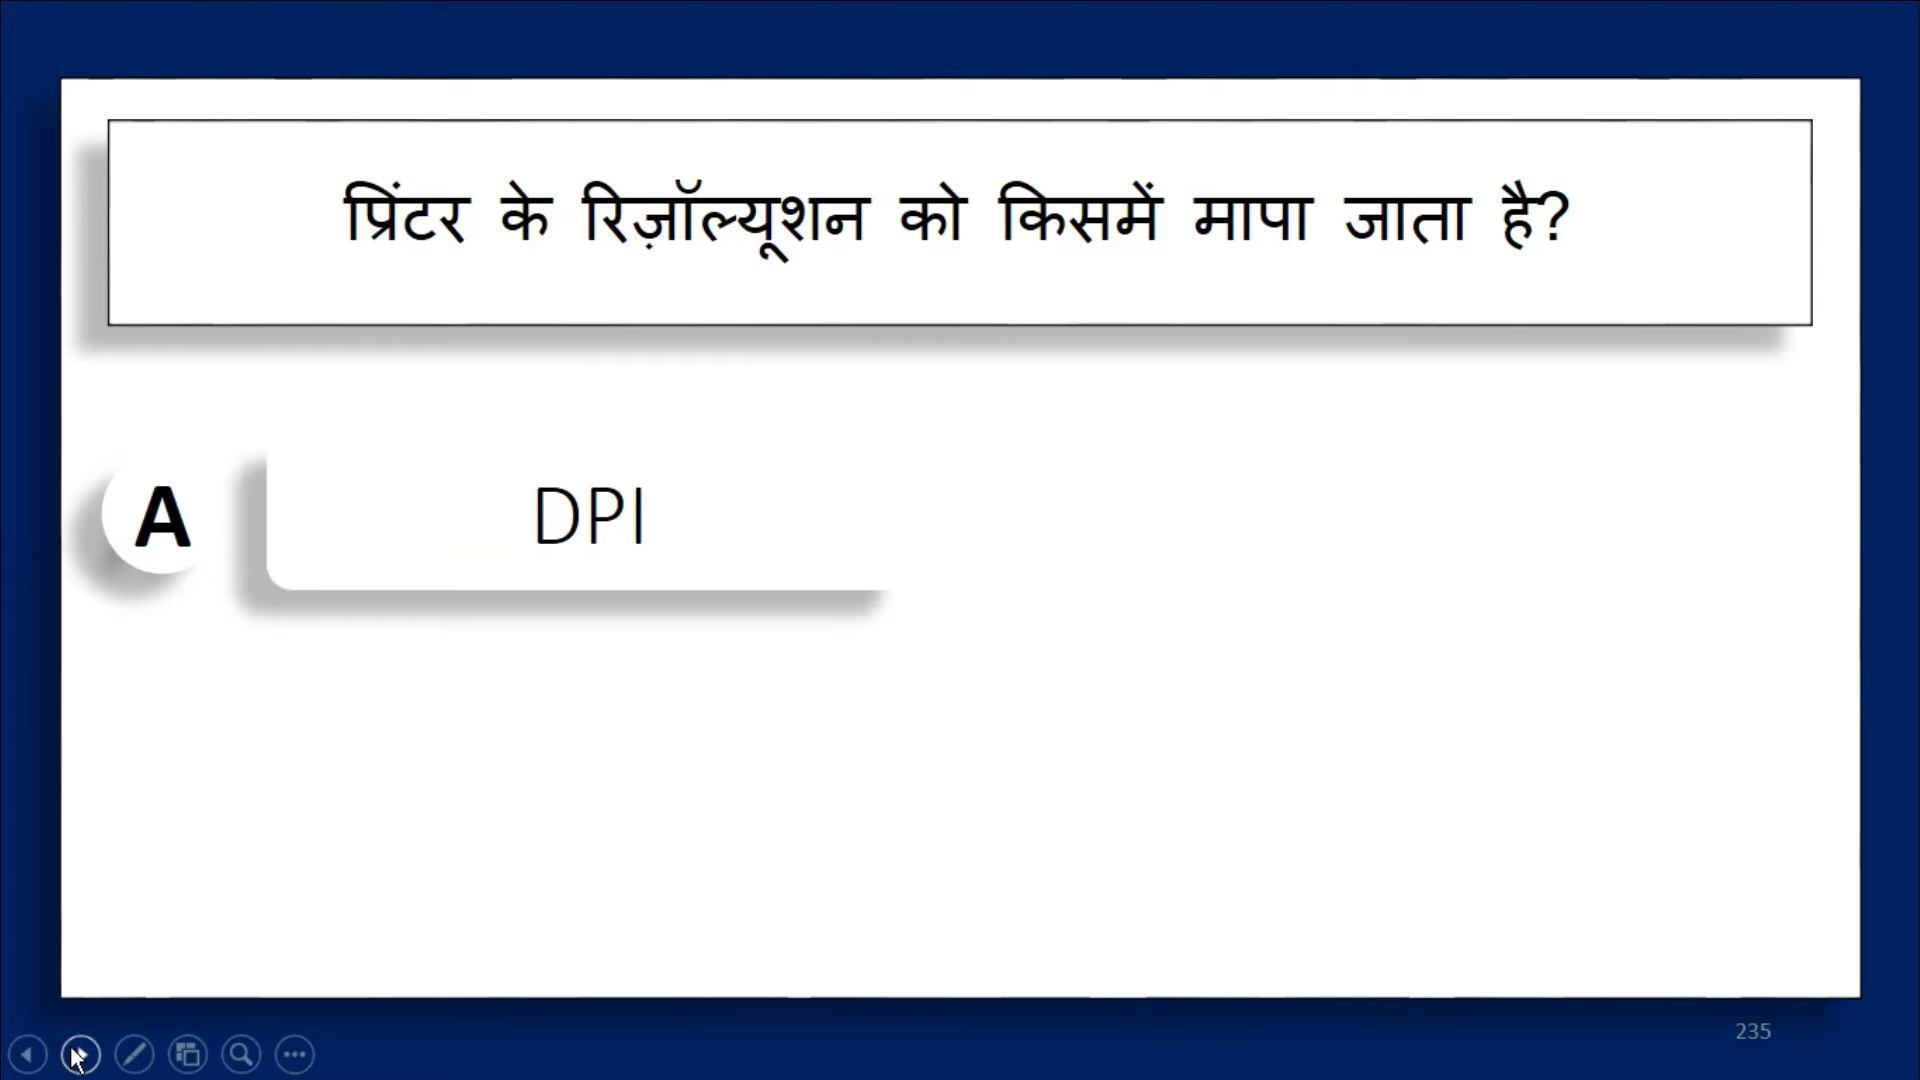 प्रिंटर के रिज़ॉल्यूशन को किसमें मापा जाता है?
A DPI
235